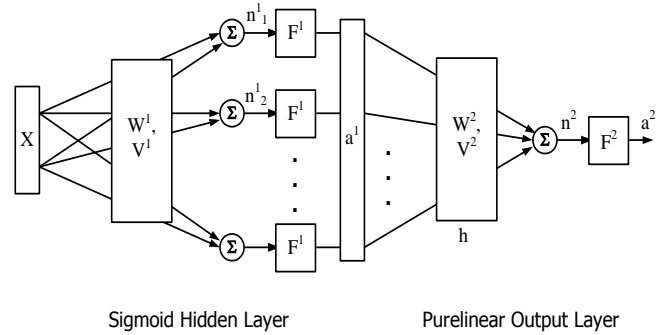 n¹₁
Σ F¹
X
W¹,
V¹
n¹₂
Σ F¹
a¹
W²,
V²
Σ n² F² a²
h
Σ F¹
Sigmoid Hidden Layer Purelinear Output Layer